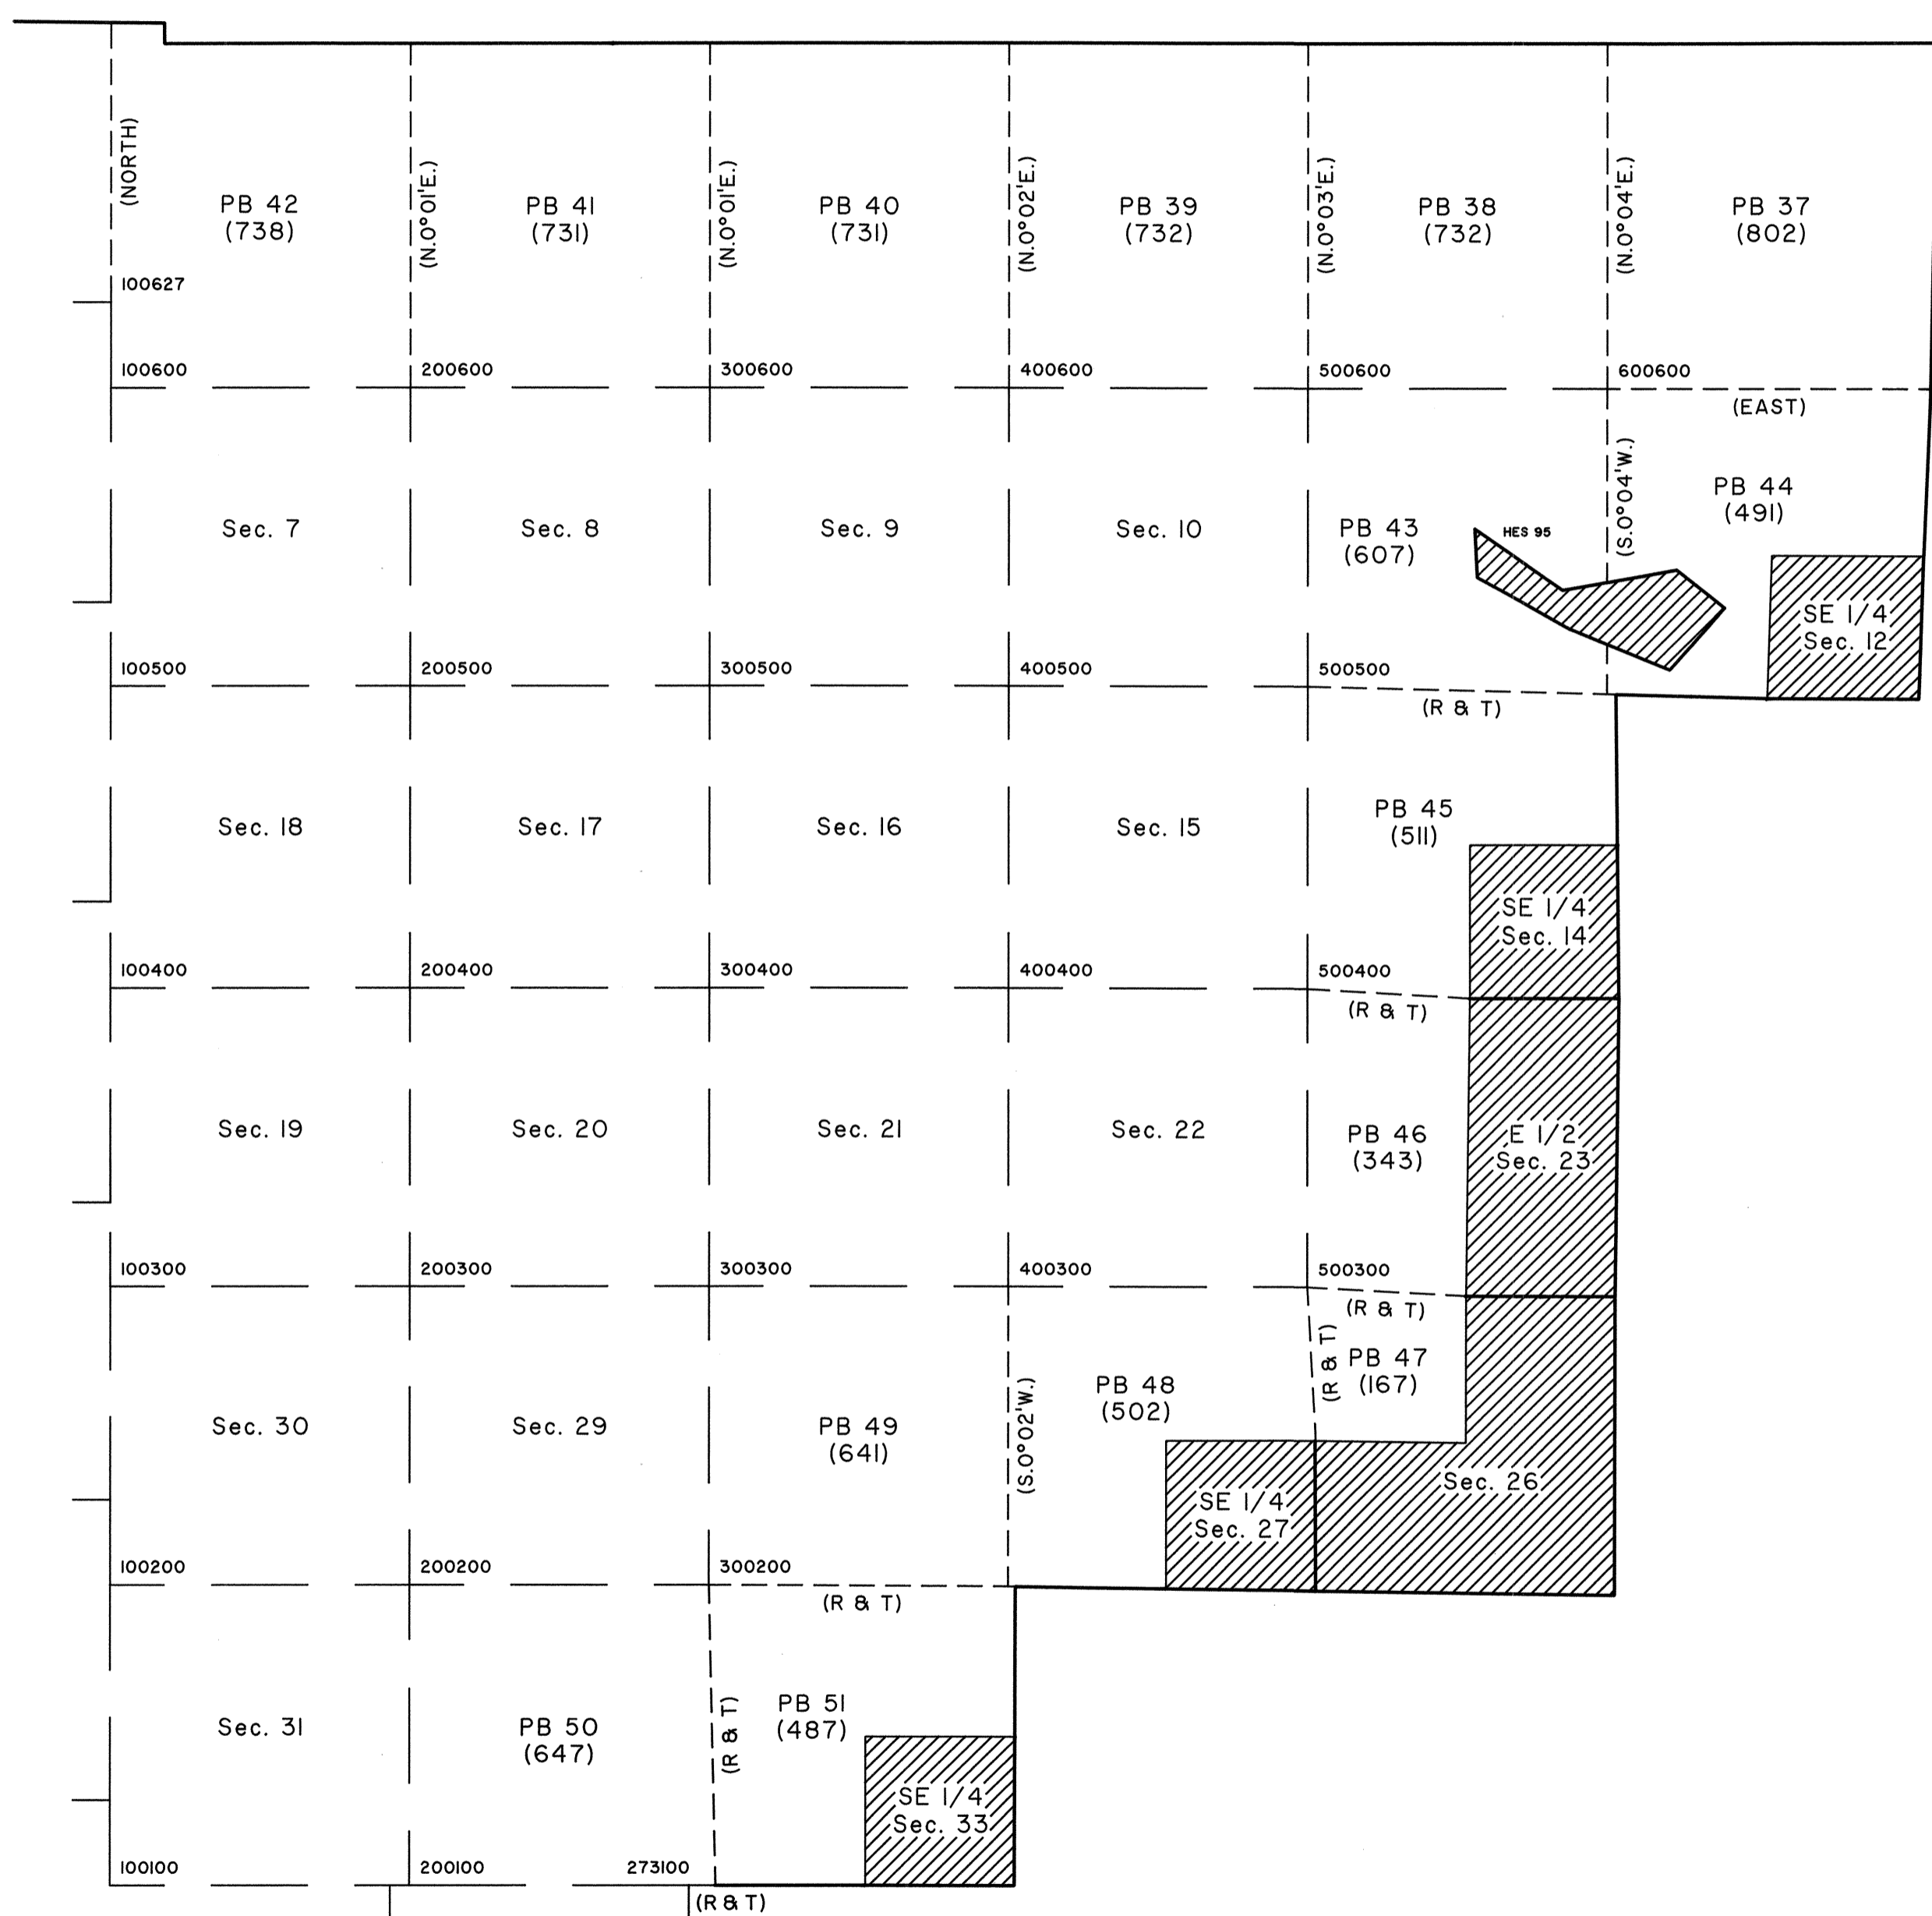 (NORTH)
PB 42
(738)
(N.0°01'E.)
PB 41
(731)
(N.0°01'E.)
PB 40
(731)
(N.0°02'E.)
PB 39
(732)
(N.0°03'E.)
PB 38
(732)
(N.0°04'E.)
PB 37
(802)
100627
100600
200600
300600
400600
500600
600600
(EAST)
Sec. 7
Sec. 8
Sec. 9
Sec. 10
PB 43
(607)
HES 95
(S.0°04'W.)
PB 44
(491)
SE 1/4
Sec. 12
100500
200500
300500
400500
500500
(R & T)
Sec. 18
Sec. 17
Sec. 16
Sec. 15
PB 45
(511)
SE 1/4
Sec. 14
100400
200400
300400
400400
500400
(R & T)
Sec. 19
Sec. 20
Sec. 21
Sec. 22
PB 46
(343)
E 1/2
Sec. 23
100300
200300
300300
400300
500300
(R & T)
Sec. 30
Sec. 29
PB 49
(641)
(S.0°02'W.)
PB 48
(502)
(R & T)
PB 47
(167)
SE 1/4
Sec. 27
Sec. 26
100200
200200
300200
(R & T)
Sec. 31
PB 50
(647)
(R & T)
PB 51
(487)
SE 1/4
Sec. 33
100100
200100
273100
(R & T)